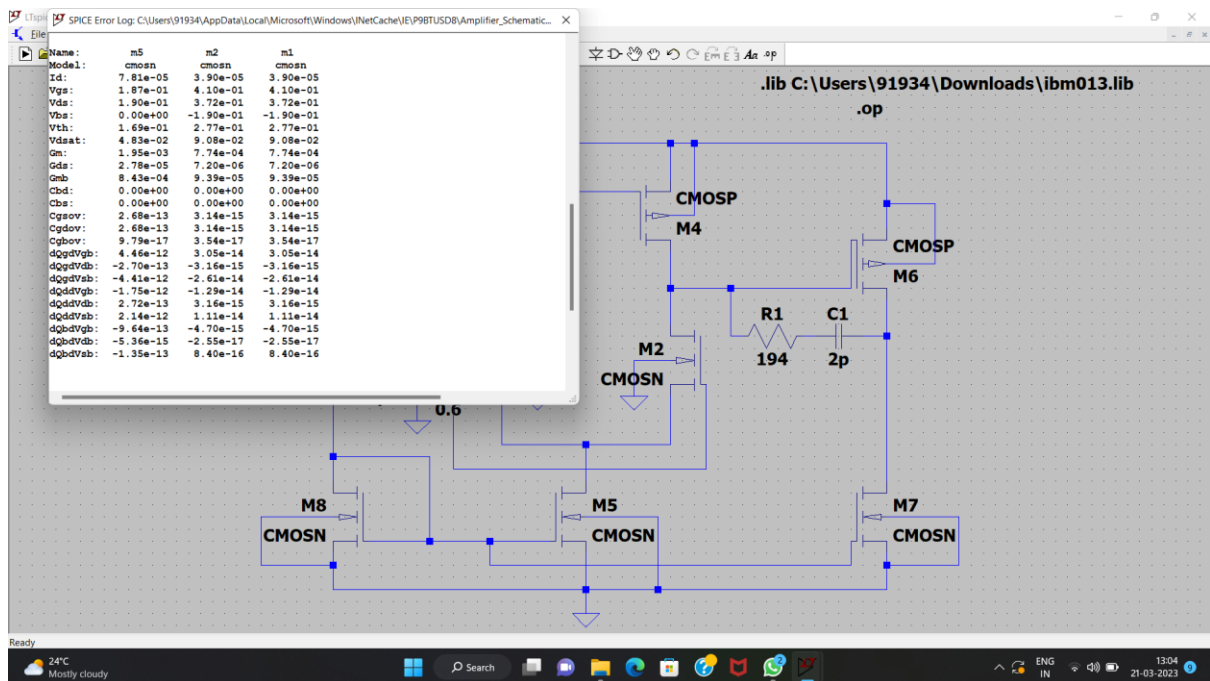 LTspi
SPICE Error Log: C:\Users\91934\AppData\Local\Microsoft\Windows\INetCache\IE\P9BTUSD8\Amplifier_Schematic...
File
Name: m5 m2 m1
Model: cmosn cmosn cmosn
Id: 7.81e-05 3.90e-05 3.90e-05
Vgs: 1.87e-01 4.10e-01 4.10e-01
Vds: 1.90e-01 3.72e-01 3.72e-01
Vbs: 0.00e+00 -1.90e-01 -1.90e-01
Vth: 1.69e-01 2.77e-01 2.77e-01
Vdsat: 4.83e-02 9.08e-02 9.08e-02
Gm: 1.95e-03 7.74e-04 7.74e-04
Gds: 2.78e-05 7.20e-06 7.20e-06
Gmb 8.43e-04 9.39e-05 9.39e-05
Cbd: 0.00e+00 0.00e+00 0.00e+00
Cbs: 0.00e+00 0.00e+00 0.00e+00
Cgsov: 2.68e-13 3.14e-15 3.14e-15
Cgdov: 2.68e-13 3.14e-15 3.14e-15
Cgbov: 9.79e-17 3.54e-17 3.54e-17
dQgdVgb: 4.46e-12 3.05e-14 3.05e-14
dQgdVdb: -2.70e-13 -3.16e-15 -3.16e-15
dQgdVsb: -4.41e-12 -2.61e-14 -2.61e-14
dQddVgb: -1.75e-12 -1.29e-14 -1.29e-14
dQddVdb: 2.72e-13 3.16e-15 3.16e-15
dQddVsb: 2.14e-12 1.11e-14 1.11e-14
dQbdVgb: -9.64e-13 -4.70e-15 -4.70e-15
dQbdVdb: -5.36e-15 -2.55e-17 -2.55e-17
dQbdVsb: -1.35e-13 8.40e-16 8.40e-16
Aa .op
.lib C:\Users\91934\Downloads\ibm013.lib
.op
CMOSP
M4
CMOSP
M6
R1 C1
194 2p
M2
CMOSN
0.6
M8
CMOSN
M5
CMOSN
M7
CMOSN
Ready
24°C
Mostly cloudy
Search
2
ENG
IN
13:04
21-03-2023
9